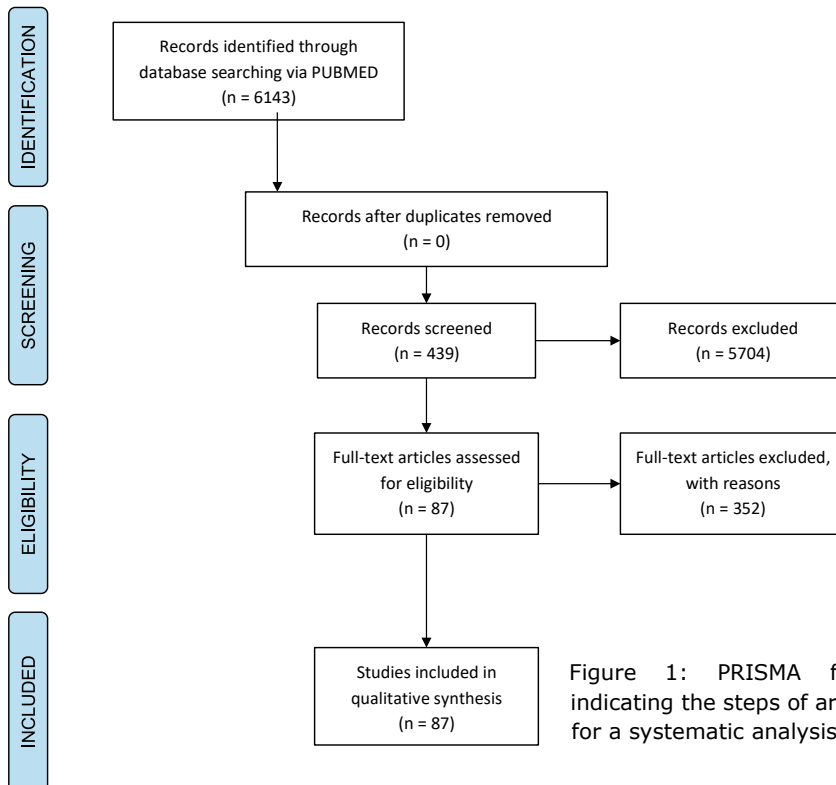 IDENTIFICATION
Records identified through
database searching via PUBMED
(n = 6143)
SCREENING
Records after duplicates removed
(n = 0)
Records screened
(n = 439)
Records excluded
(n = 5704)
ELIGIBILITY
Full-text articles assessed
for eligibility
(n = 87)
Full-text articles excluded,
with reasons
(n = 352)
INCLUDED
Studies included in
qualitative synthesis
(n = 87)
Figure 1: PRISMA
indicating the steps of
for a systematic analysis